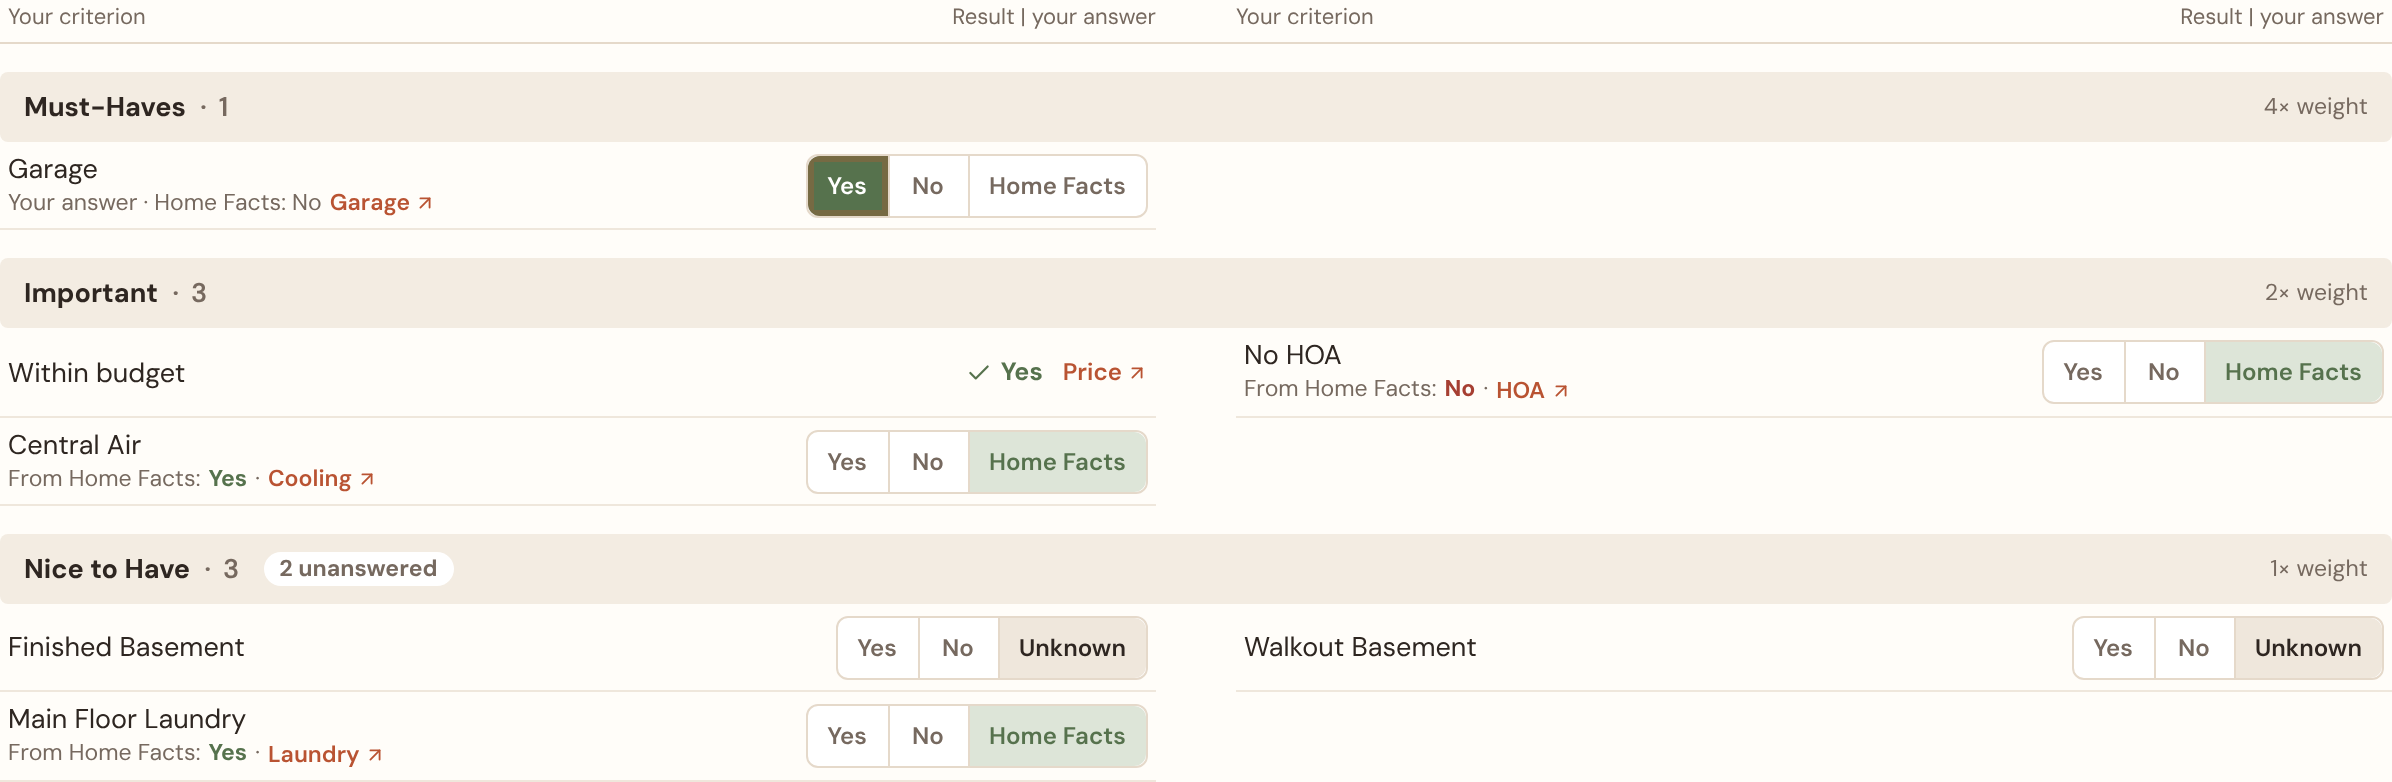 Your criterion
Result | your answer
Your criterion
Result | your answer
Must-Haves · 1
4× weight
Garage
Your answer · Home Facts: No Garage ↗
Yes
No
Home Facts
Important · 3
2× weight
Within budget
✓ Yes Price ↗
No HOA
From Home Facts: No · HOA ↗
Yes
No
Home Facts
Central Air
From Home Facts: Yes · Cooling ↗
Yes
No
Home Facts
Nice to Have · 3 2 unanswered
1× weight
Finished Basement
Yes
No
Unknown
Walkout Basement
Yes
No
Unknown
Main Floor Laundry
From Home Facts: Yes · Laundry ↗
Yes
No
Home Facts